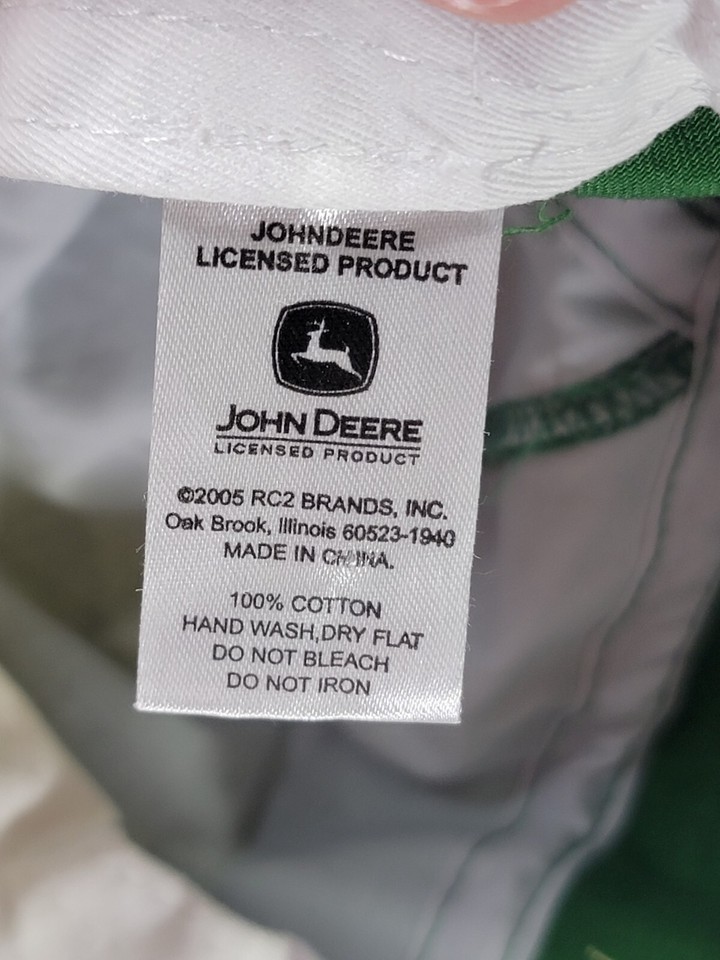 JOHNDEERE
LICENSED PRODUCT
JOHN DEERE
LICENSED PRODUCT
©2005 RC2 BRANDS, INC.
Oak Brook, Illinois 60523-1940
MADE IN CHINA.
100% COTTON
HAND WASH,DRY FLAT
DO NOT BLEACH
DO NOT IRON